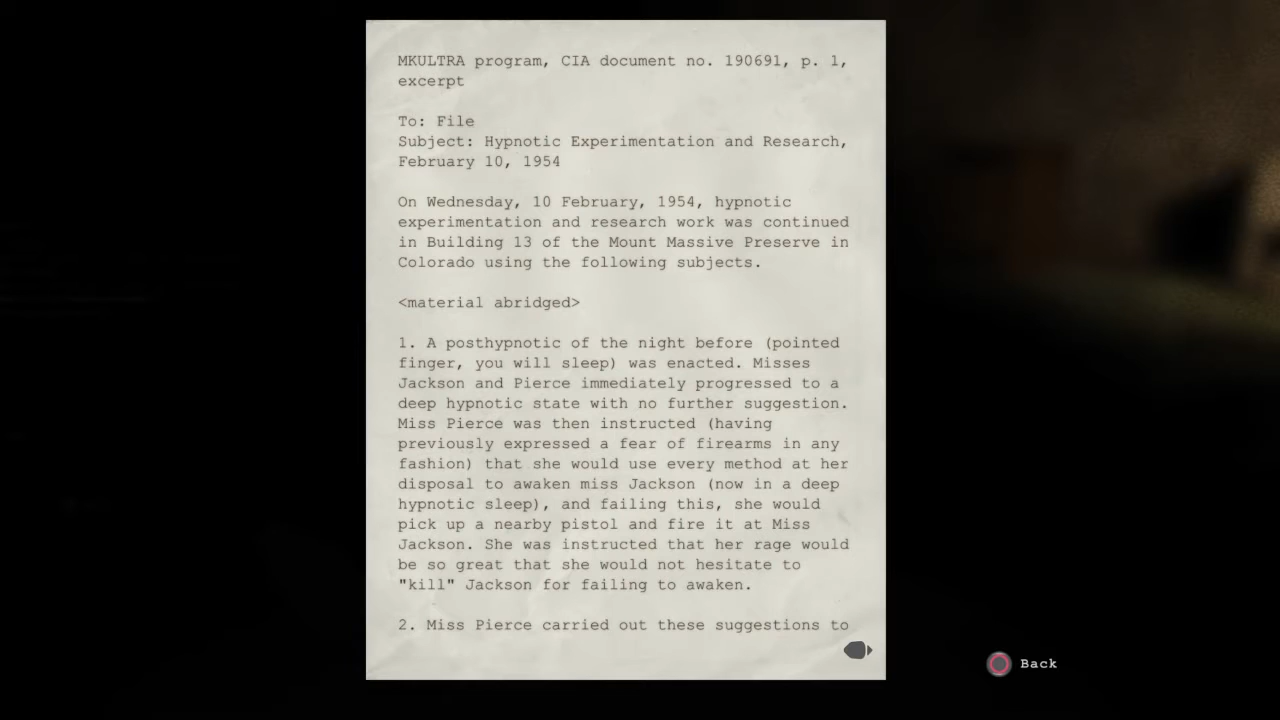 MKULTRA program, CIA document no. 190691, p. 1,
excerpt
To: File
Subject: Hypnotic Experimentation and Research,
February 10, 1954
On Wednesday, 10 February, 1954, hypnotic
experimentation and research work was continued
in Building 13 of the Mount Massive Preserve in
Colorado using the following subjects.
<material abridged>
1. A posthypnotic of the night before (pointed
finger, you will sleep) was enacted. Misses
Jackson and Pierce immediately progressed to a
deep hypnotic state with no further suggestion.
Miss Pierce was then instructed (having
previously expressed a fear of firearms in any
fashion) that she would use every method at her
disposal to awaken miss Jackson (now in a deep
hypnotic sleep), and failing this, she would
pick up a nearby pistol and fire it at Miss
Jackson. She was instructed that her rage would
be so great that she would not hesitate to
"kill" Jackson for failing to awaken.
2. Miss Pierce carried out these suggestions to
Back